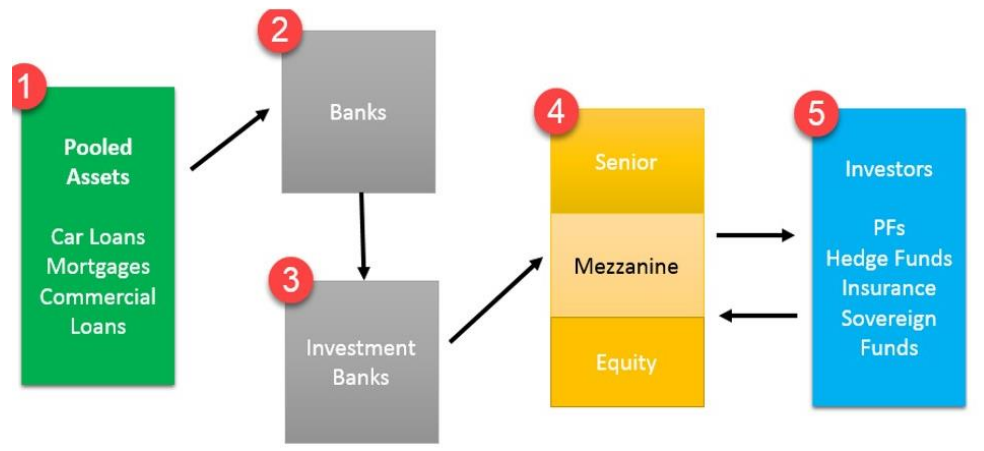 1
Pooled
Assets
Car Loans
Mortgages
Commercial
Loans
2
Banks
3
Investment
Banks
4
Senior
Mezzanine
Equity
5
Investors
PFs
Hedge Funds
Insurance
Sovereign
Funds